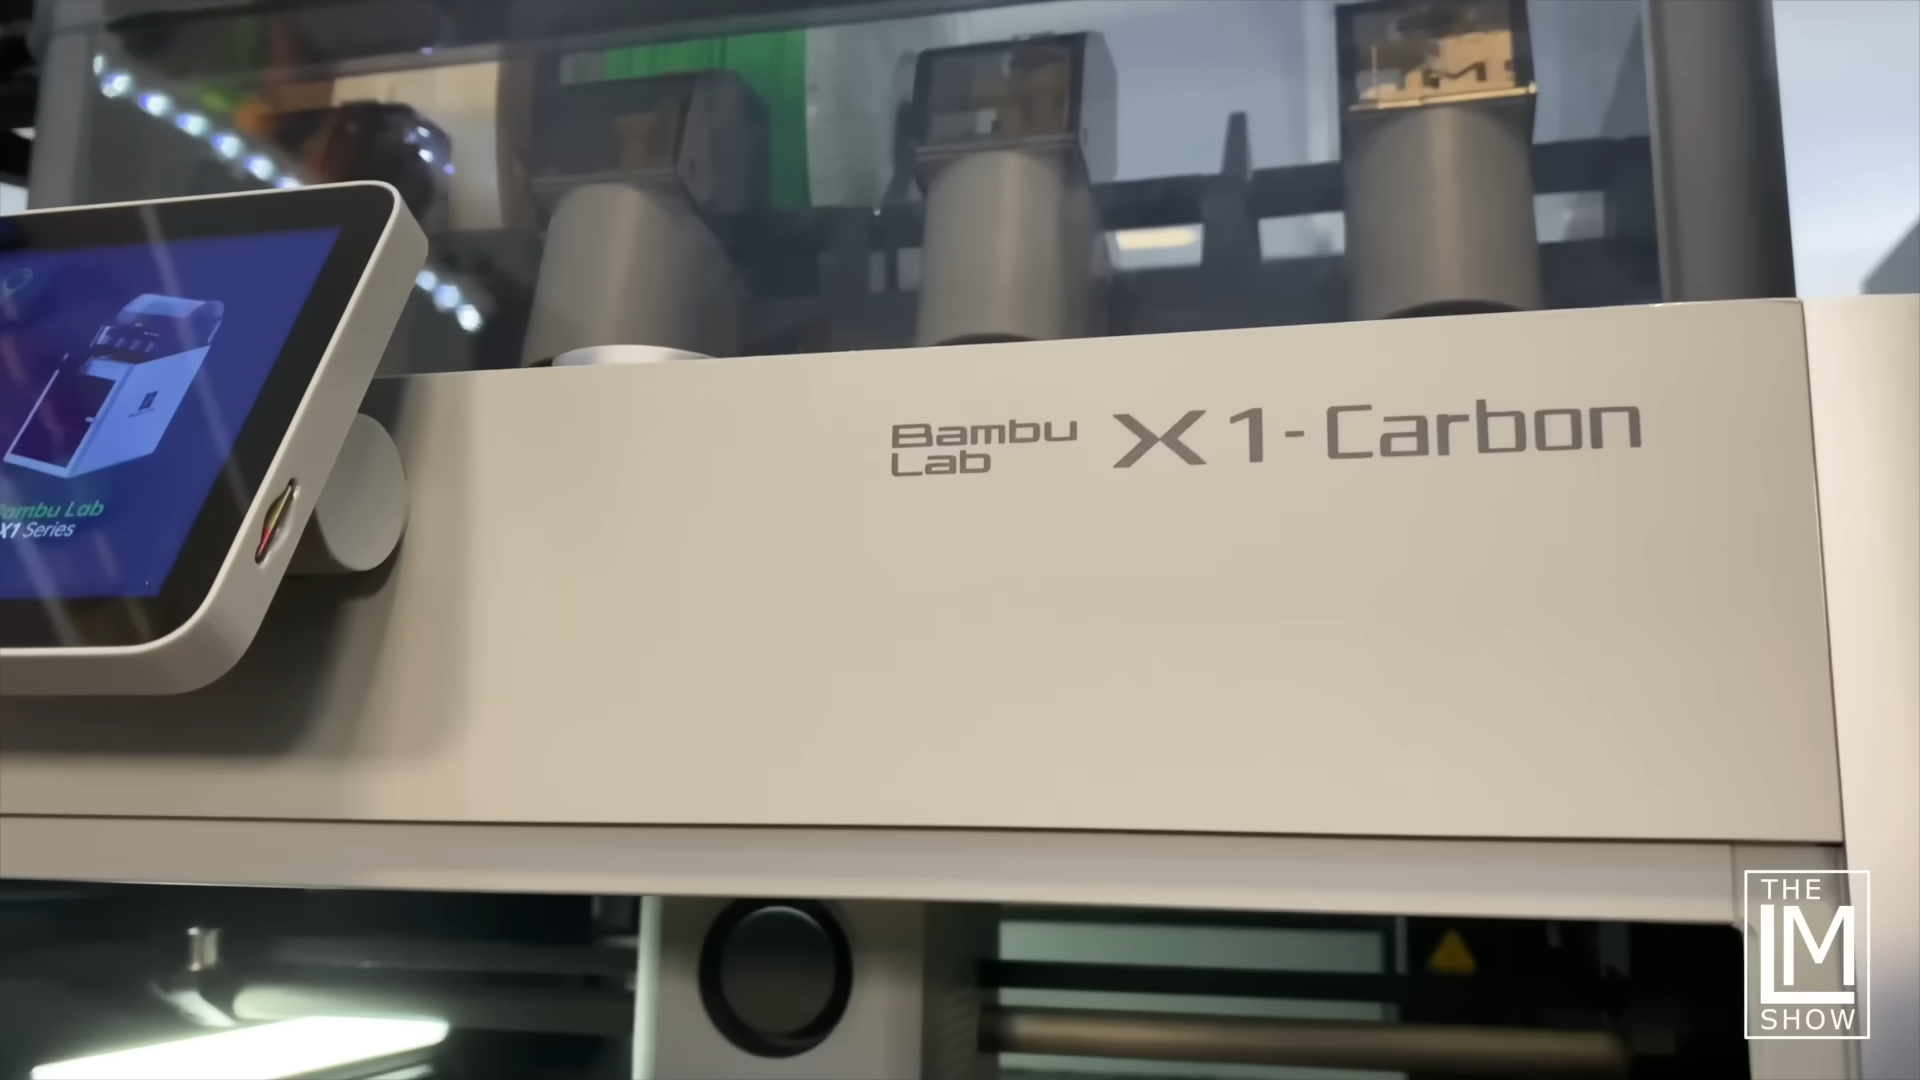 Bambu Lab
X1 Series
Bambu
Lab
X1-Carbon
THE
LM
SHOW